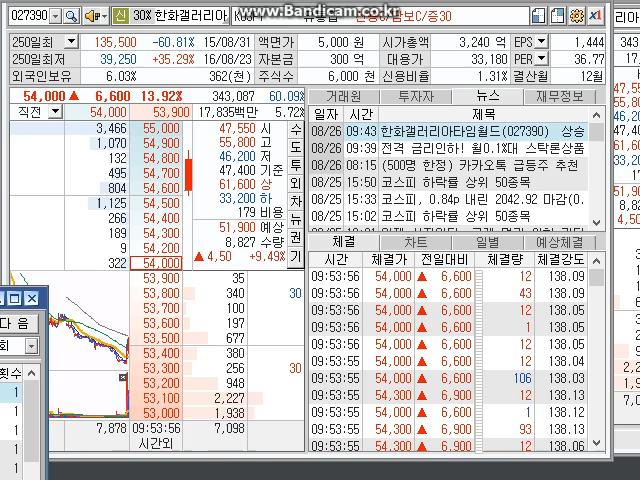 www.Bandicam.co.kr
027390 신 30% 한화갤러리아 KOSPI 유통업 신용C/담보C/증30
250일최고 135,500 -60.81% 15/08/31 액면가 5,000 원 시가총액 3,240 억 EPS 1,444
250일최저 39,250 +35.29% 16/08/23 자본금 300 억 대용가 33,180 PER 36.77
외국인보유 6.03% 362(천) 주식수 6,000 천 신용비율 1.31% 결산월 12월
54,000 ▲ 6,600 13.92% 343,087 60.09%
직전 54,000 53,900 17,835백만 5.72%
3,466 55,000 47,550 시 수
1,070 54,900 55,800 고 도
132 54,800 46,200 저 투
495 54,700 47,400 기준 외
804 54,600 61,600 상
1,125 54,500 33,200 하 차
266 54,400 179 비용 뉴
189 54,300 51,900 예상 권
9 54,200 8,827 수량 기
322 54,100 ▲ 4,50 +9.49%
54,000
53,900 35
53,800 340 30
53,700 100
53,600 197
53,500 677
53,400 380
53,300 256 30
53,200 948
53,100 2,227
53,000 1,938
7,878 09:53:56 7,098
시간외
거래원 투자자 뉴스 재무정보
일자 시간 제목
08/26 09:43 한화갤러리아타임월드(027390) 상승
08/26 09:39 전격 금리인하! 월0.1%대 스탁론상품
08/26 08:15 (500명 한정) 카카오톡 급등주 추천
08/25 15:50 코스피 하락률 상위 50종목
08/25 15:33 코스피, 0.84p 내린 2042.92 마감(0.
08/25 15:02 코스피 하락률 상위 50종목
체결 차트 일별 예상체결
시간 체결가 전일대비 체결량 체결강도
09:53:56 54,000 ▲ 6,600 12 138.09
09:53:56 54,000 ▲ 6,600 43 138.09
09:53:56 54,000 ▲ 6,600 12 138.05
09:53:56 54,000 ▲ 6,600 1 138.05
09:53:56 54,000 ▲ 6,600 12 138.05
09:53:55 54,000 ▲ 6,600 12 138.04
09:53:55 54,000 ▲ 6,600 106 138.03
09:53:55 54,000 ▲ 6,600 12 138.13
09:53:55 54,000 ▲ 6,600 1 138.12
09:53:55 54,300 ▲ 6,900 93 138.13
09:53:55 54,300 ▲ 6,900 12 138.06
다 음
회
횟수
1
1
1
1